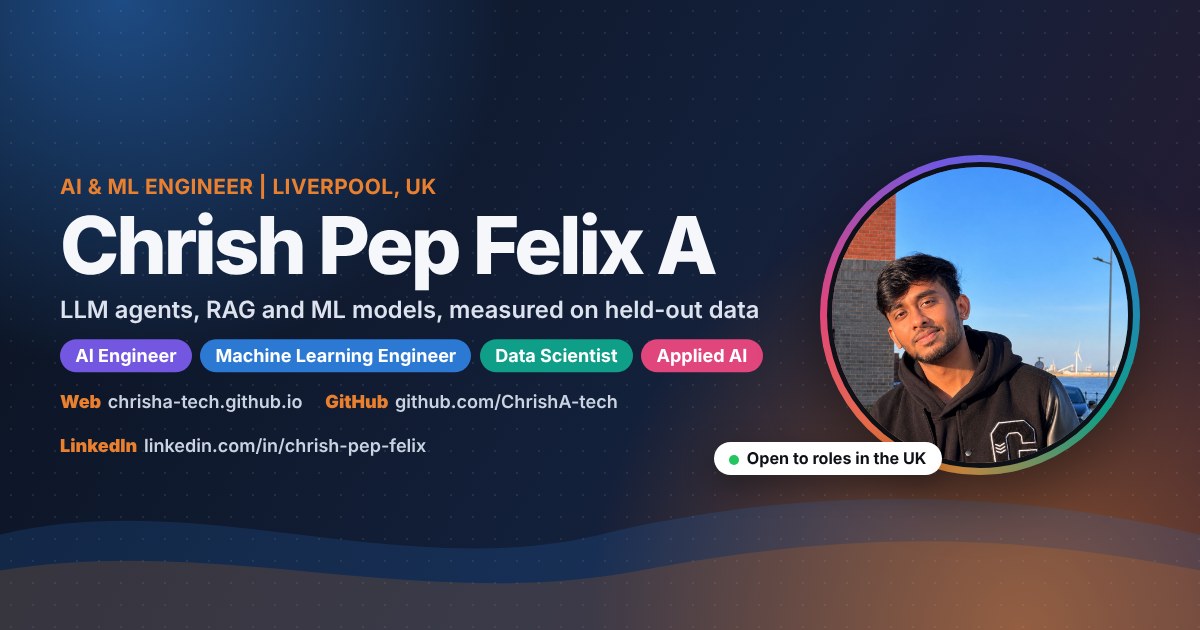 AI & ML ENGINEER | LIVERPOOL, UK
Chrish Pep Felix A
LLM agents, RAG and ML models, measured on held-out data
AI Engineer Machine Learning Engineer Data Scientist Applied AI
Web chrisha-tech.github.io GitHub github.com/ChrishA-tech
LinkedIn linkedin.com/in/chrish-pep-felix
Open to roles in the UK
G